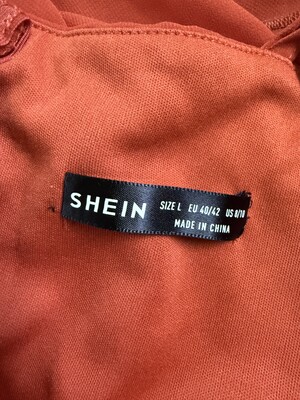 SHEIN
SIZE L EU 40/42 US 8/10
MADE IN CHINA